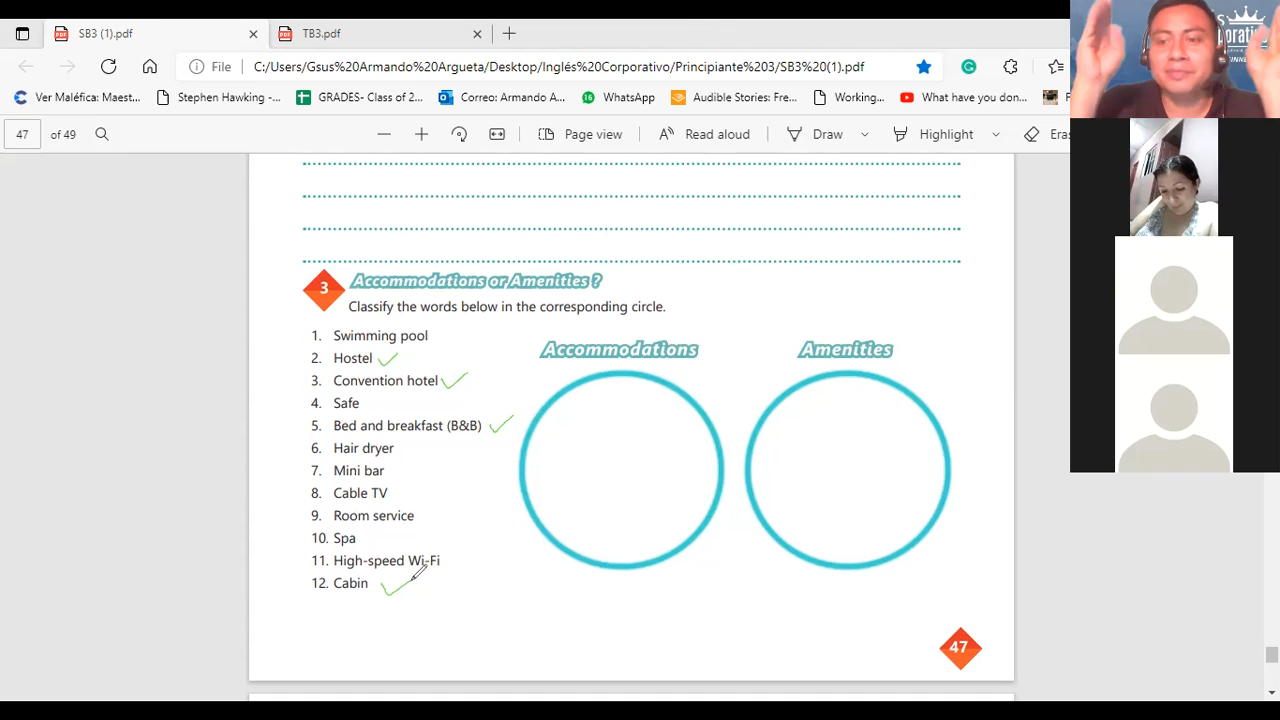 SB3 (1).pdf
TB3.pdf
File
C:/Users/Gsus%20Armando%20Argueta/Desktop/Inglés%20Corporativo/Principiante%203/SB3%20(1).pdf
Ver Maléfica: Maest...
Stephen Hawking -...
GRADES- Class of 2...
Correo: Armando A...
16 WhatsApp
Audible Stories: Fre...
Working...
What have you don...
47 of 49
Page view
Read aloud
Draw
Highlight
Eras
3
Accommodations or Amenities ?
Classify the words below in the corresponding circle.
1. Swimming pool
2. Hostel
3. Convention hotel
4. Safe
5. Bed and breakfast (B&B)
6. Hair dryer
7. Mini bar
8. Cable TV
9. Room service
10. Spa
11. High-speed Wi-Fi
12. Cabin
Accommodations
Amenities
47